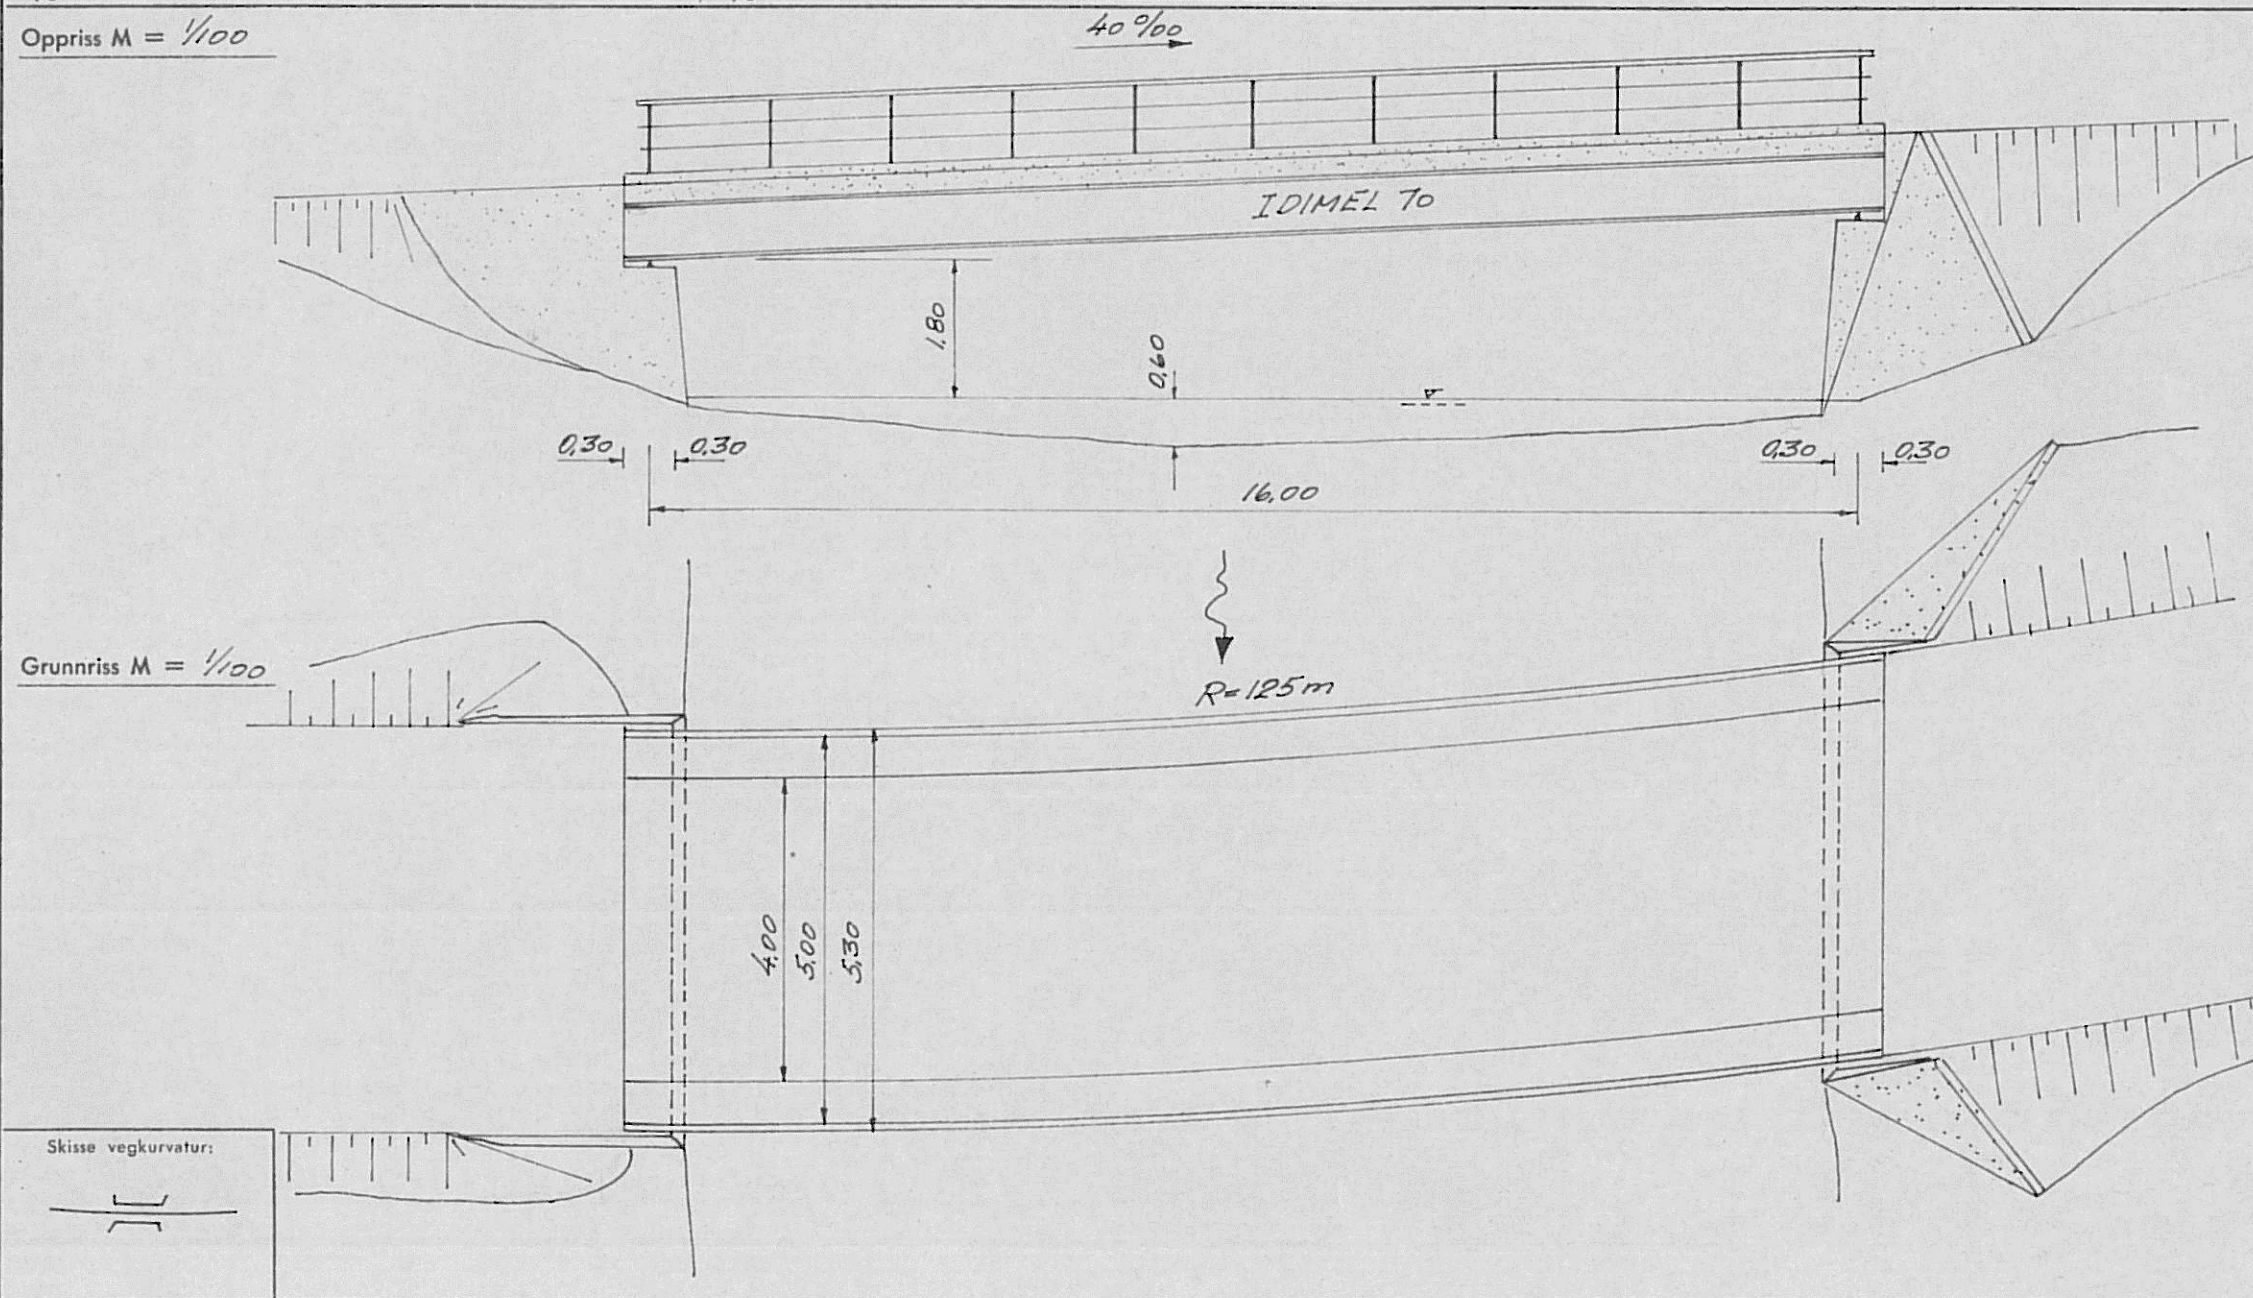 Oppriss M = 1/100
40 ‰
IDIMEL 70
1,80
0,60
0,30 0,30
0,30 0,30
16,00
Grunnriss M = 1/100
R=125m
4,00
5,00
5,30
Skisse vegkurvatur: